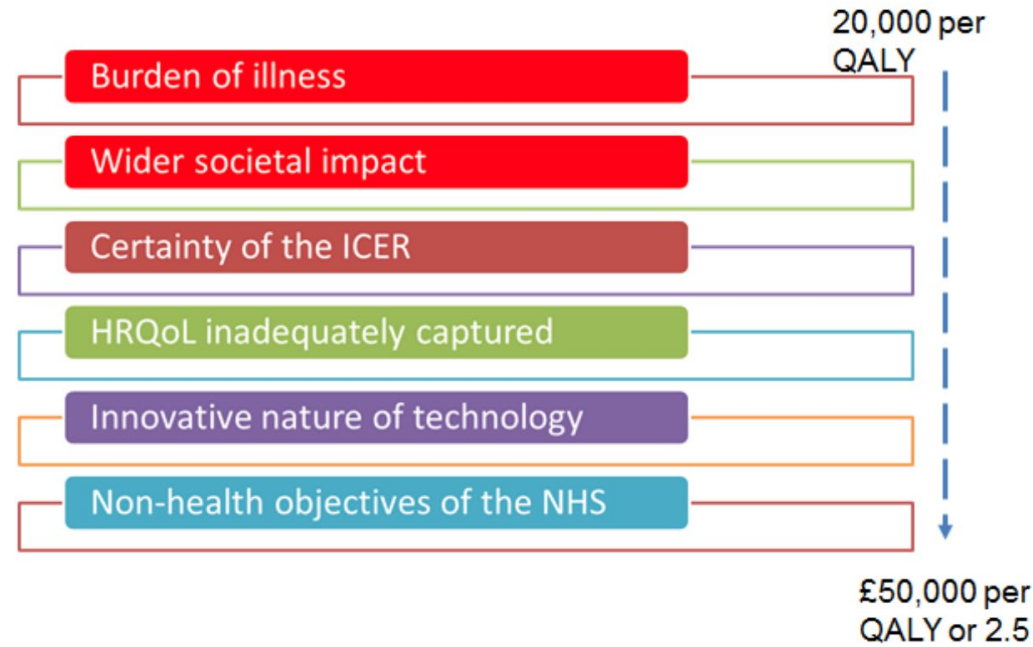 20,000 per
QALY
Burden of illness
Wider societal impact
Certainty of the ICER
HRQoL inadequately captured
Innovative nature of technology
Non-health objectives of the NHS
£50,000 per
QALY or 2.5